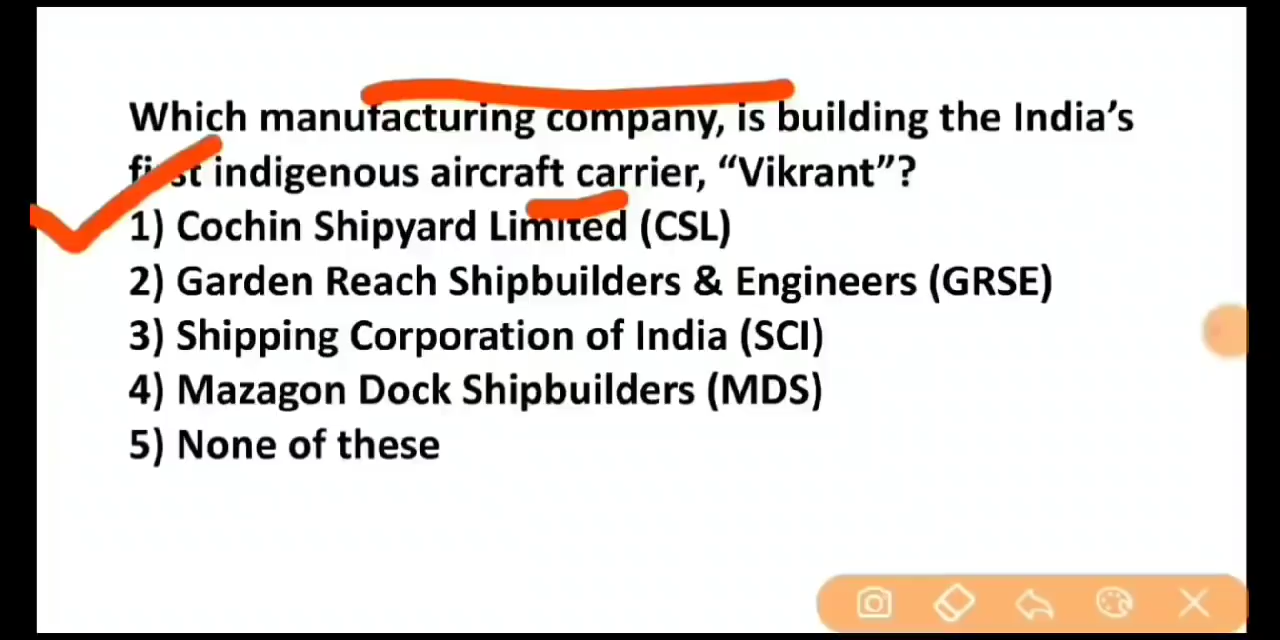 Which manufacturing company, is building the India’s
first indigenous aircraft carrier, “Vikrant”?
1) Cochin Shipyard Limited (CSL)
2) Garden Reach Shipbuilders & Engineers (GRSE)
3) Shipping Corporation of India (SCI)
4) Mazagon Dock Shipbuilders (MDS)
5) None of these